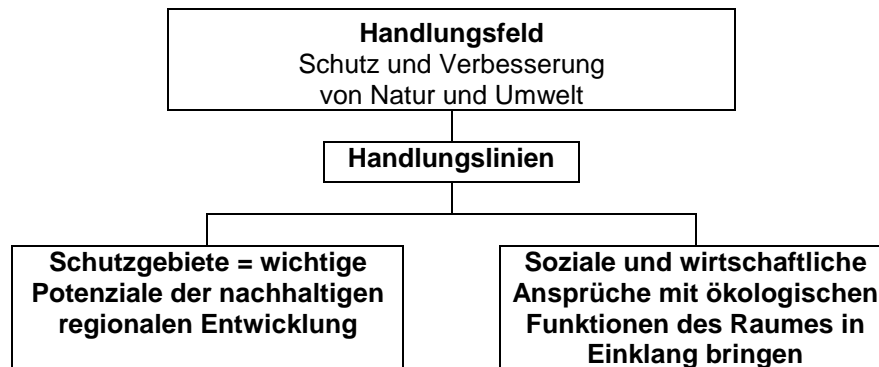 Handlungsfeld
Schutz und Verbesserung
von Natur und Umwelt
Handlungslinien
Schutzgebiete = wichtige
Potenziale der nachhaltigen
regionalen Entwicklung
Soziale und wirtschaftliche
Ansprüche mit ökologischen
Funktionen des Raumes in
Einklang bringen